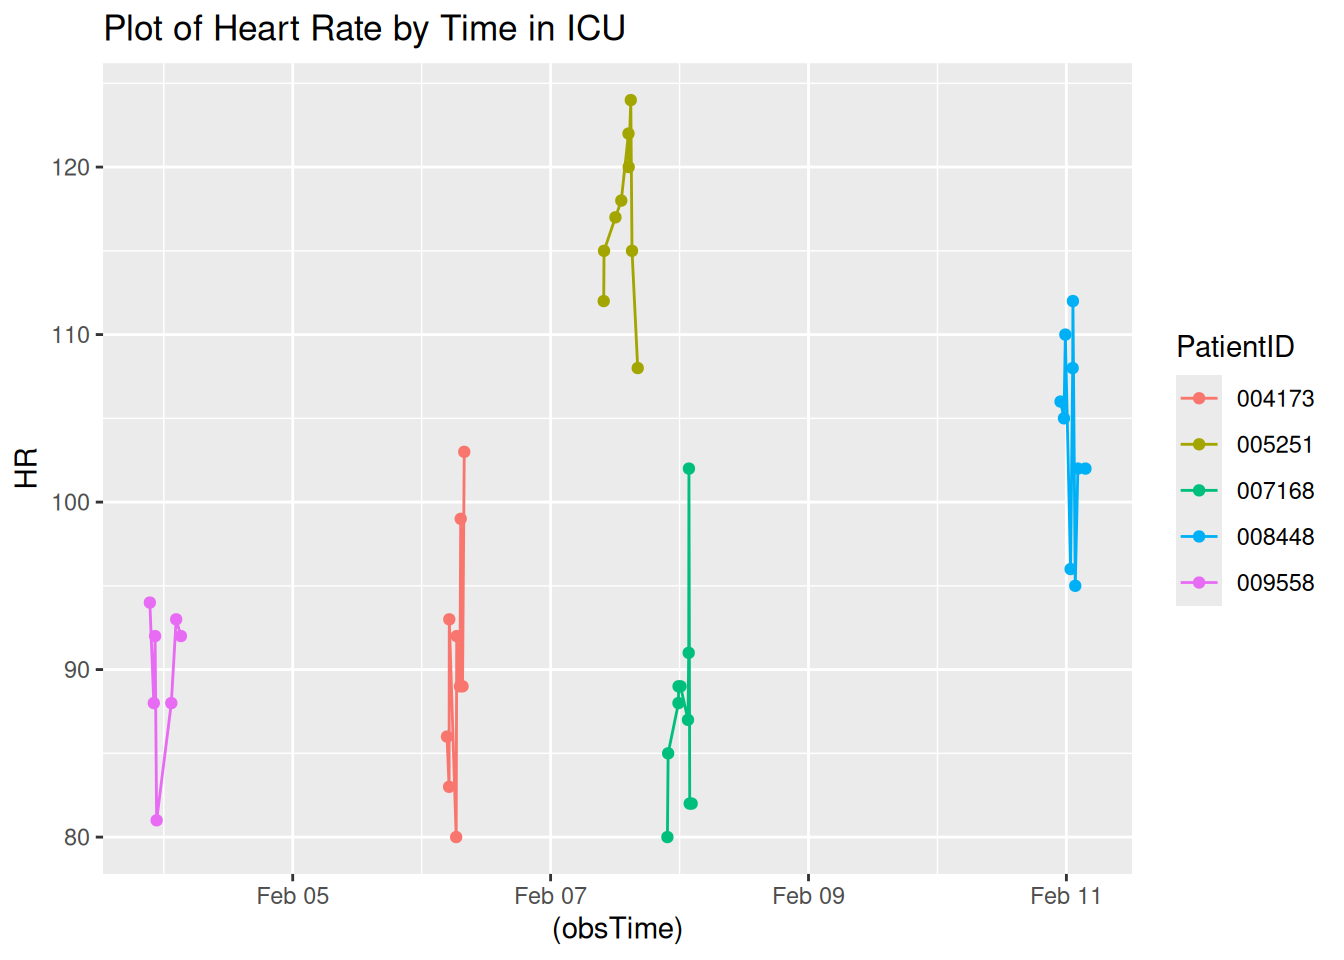 Plot of Heart Rate by Time in ICU
120
110
100
90
80
HR
Feb 05
Feb 07
Feb 09
Feb 11
(obsTime)
PatientID
004173
005251
007168
008448
009558